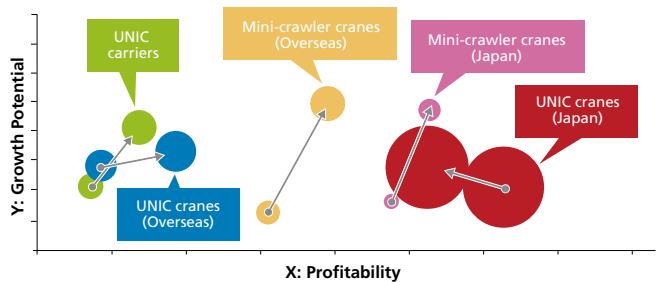 UNIC
carriers
Mini-crawler cranes
(Overseas)
Mini-crawler cranes
(Japan)
UNIC cranes
(Japan)
UNIC cranes
(Overseas)
Y: Growth Potential
X: Profitability